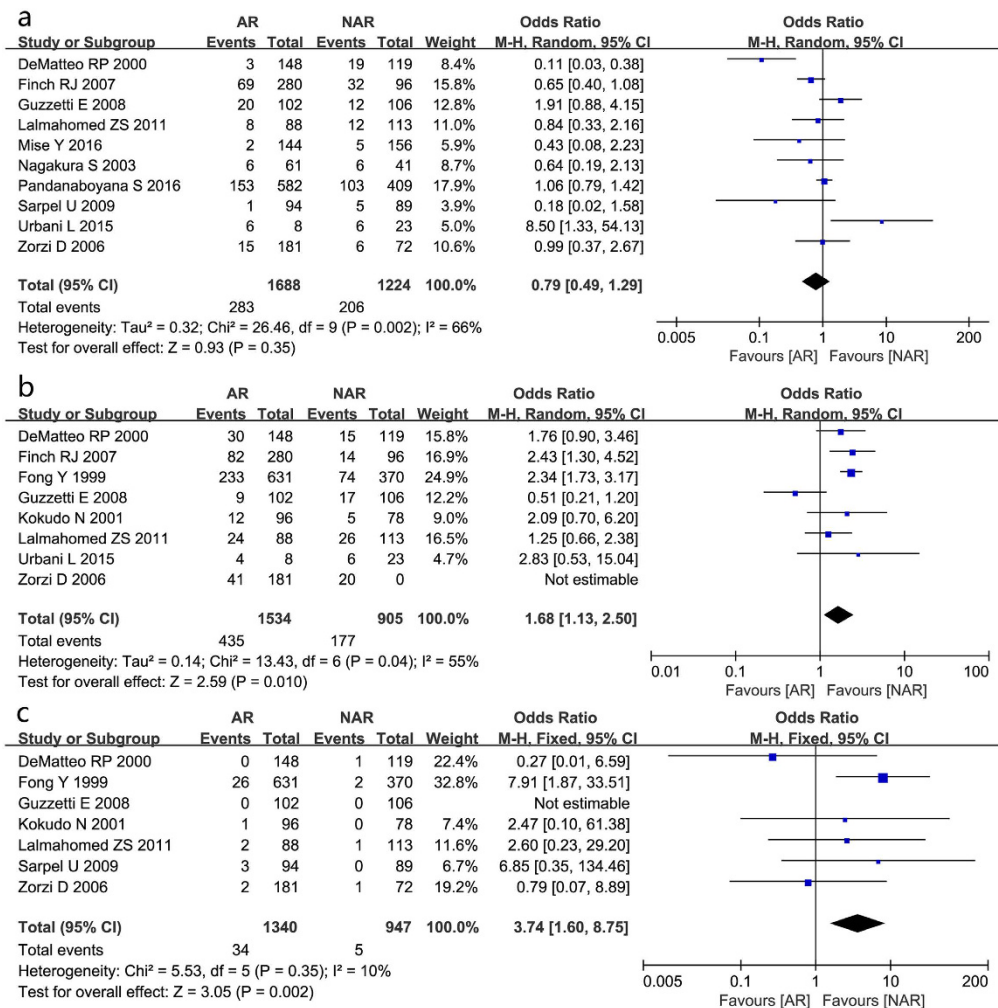 a
AR NAR Odds Ratio Odds Ratio
Study or Subgroup Events Total Events Total Weight M-H, Random, 95% CI M-H, Random, 95% CI
DeMatteo RP 2000 3 148 19 119 8.4% 0.11 [0.03, 0.38]
Finch RJ 2007 69 280 32 96 15.8% 0.65 [0.40, 1.08]
Guzzetti E 2008 20 102 12 106 12.8% 1.91 [0.88, 4.15]
Lalmahomed ZS 2011 8 88 12 113 11.0% 0.84 [0.33, 2.16]
Mise Y 2016 2 144 5 156 5.9% 0.43 [0.08, 2.23]
Nagakura S 2003 6 61 6 41 8.7% 0.64 [0.19, 2.13]
Pandanaboyana S 2016 153 582 103 409 17.9% 1.06 [0.79, 1.42]
Sarpel U 2009 1 94 5 89 3.9% 0.18 [0.02, 1.58]
Urbani L 2015 6 8 6 23 5.0% 8.50 [1.33, 54.13]
Zorzi D 2006 15 181 6 72 10.6% 0.99 [0.37, 2.67]
Total (95% CI) 1688 1224 100.0% 0.79 [0.49, 1.29]
Total events 283 206
Heterogeneity: Tau² = 0.32; Chi² = 26.46, df = 9 (P = 0.002); I² = 66%
Test for overall effect: Z = 0.93 (P = 0.35)
0.005 0.1 1 10 200
Favours [AR] Favours [NAR]
b
AR NAR Odds Ratio Odds Ratio
Study or Subgroup Events Total Events Total Weight M-H, Random, 95% CI M-H, Random, 95% CI
DeMatteo RP 2000 30 148 15 119 15.8% 1.76 [0.90, 3.46]
Finch RJ 2007 82 280 14 96 16.9% 2.43 [1.30, 4.52]
Fong Y 1999 233 631 74 370 24.9% 2.34 [1.73, 3.17]
Guzzetti E 2008 9 102 17 106 12.2% 0.51 [0.21, 1.20]
Kokudo N 2001 12 96 5 78 9.0% 2.09 [0.70, 6.20]
Lalmahomed ZS 2011 24 88 26 113 16.5% 1.25 [0.66, 2.38]
Urbani L 2015 4 8 6 23 4.7% 2.83 [0.53, 15.04]
Zorzi D 2006 41 181 20 0 Not estimable
Total (95% CI) 1534 905 100.0% 1.68 [1.13, 2.50]
Total events 435 177
Heterogeneity: Tau² = 0.14; Chi² = 13.43, df = 6 (P = 0.04); I² = 55%
Test for overall effect: Z = 2.59 (P = 0.010)
0.01 0.1 1 10 100
Favours [AR] Favours [NAR]
c
AR NAR Odds Ratio Odds Ratio
Study or Subgroup Events Total Events Total Weight M-H, Fixed, 95% CI M-H, Fixed, 95% CI
DeMatteo RP 2000 0 148 1 119 22.4% 0.27 [0.01, 6.59]
Fong Y 1999 26 631 2 370 32.8% 7.91 [1.87, 33.51]
Guzzetti E 2008 0 102 0 106 Not estimable
Kokudo N 2001 1 96 0 78 7.4% 2.47 [0.10, 61.38]
Lalmahomed ZS 2011 2 88 1 113 11.6% 2.60 [0.23, 29.20]
Sarpel U 2009 3 94 0 89 6.7% 6.85 [0.35, 134.46]
Zorzi D 2006 2 181 1 72 19.2% 0.79 [0.07, 8.89]
Total (95% CI) 1340 947 100.0% 3.74 [1.60, 8.75]
Total events 34 5
Heterogeneity: Chi² = 5.53, df = 5 (P = 0.35); I² = 10%
Test for overall effect: Z = 3.05 (P = 0.002)
0.005 0.1 1 10 200
Favours [AR] Favours [NAR]